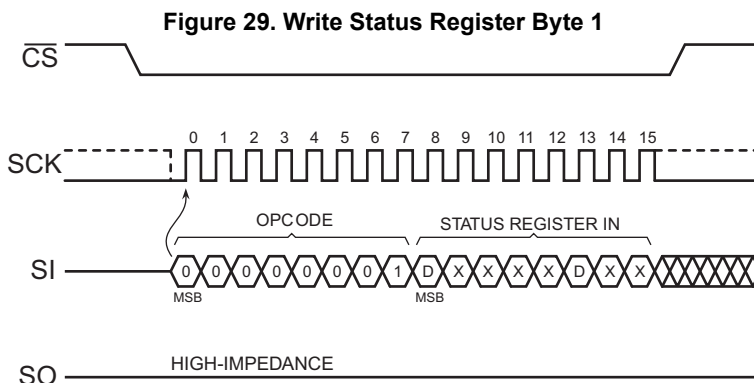 Figure 29. Write Status Register Byte 1
CS
0 1 2 3 4 5 6 7 8 9 10 11 12 13 14 15
SCK
OPCODE STATUS REGISTER IN
SI 0 0 0 0 0 0 0 1 D X X X X D X X
MSB MSB
HIGH-IMPEDANCE
SO